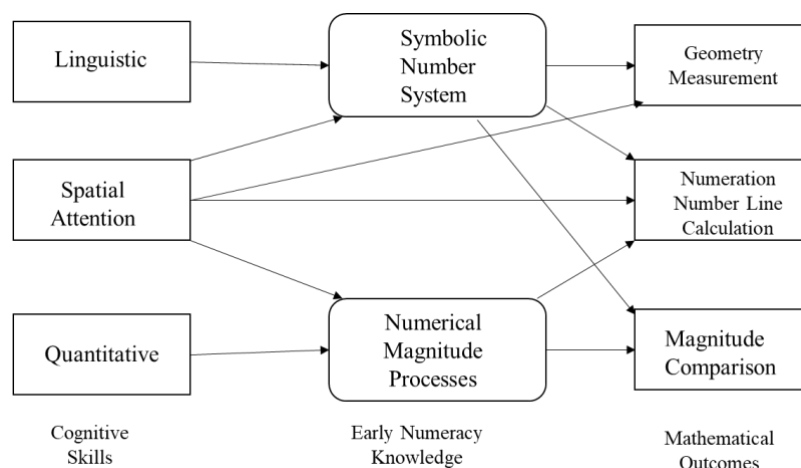 Linguistic
Symbolic
Number
System
Geometry
Measurement
Spatial
Attention
Numeration
Number Line
Calculation
Quantitative
Numerical
Magnitude
Processes
Magnitude
Comparison
Cognitive
Skills
Early Numeracy
Knowledge
Mathematical
Outcomes